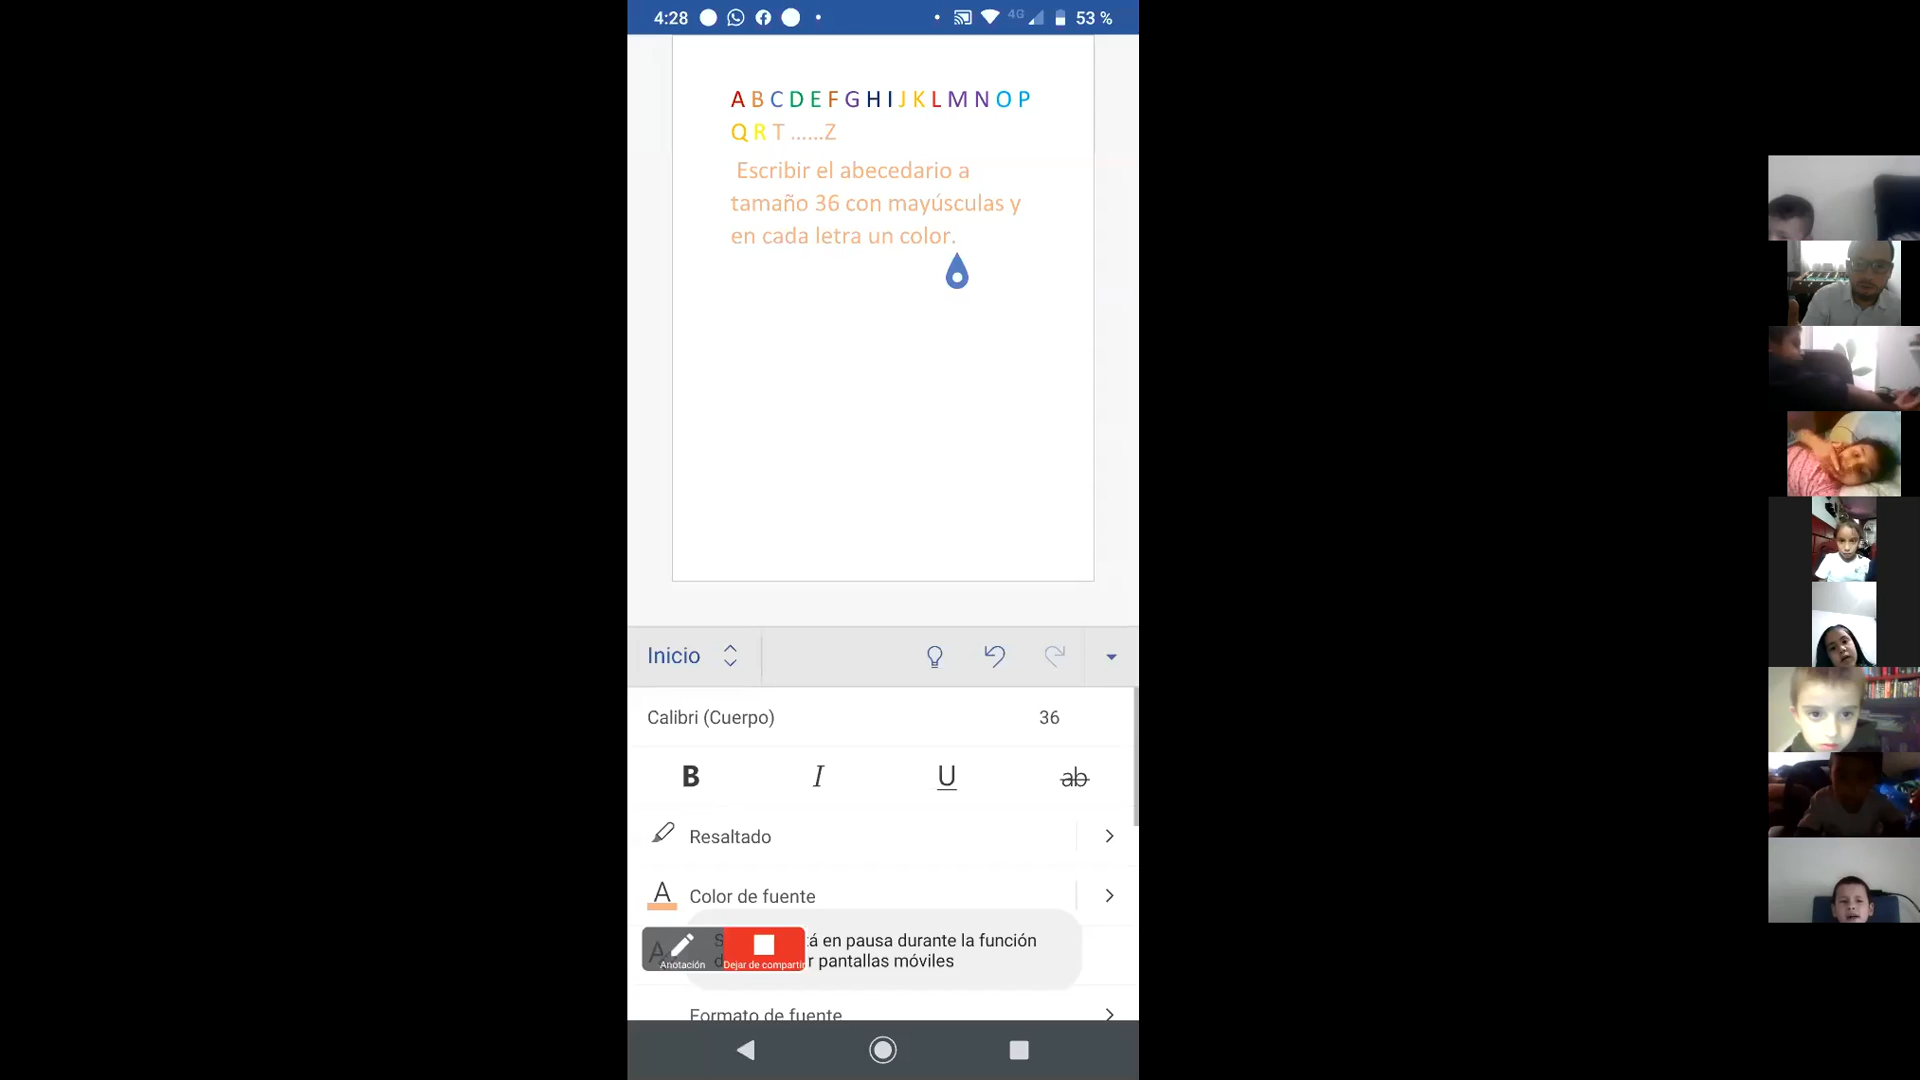 4:28
4G
53 %
A B C D E F G H I J K L M N O P
Q R T ......Z
Escribir el abecedario a
tamaño 36 con mayúsculas y
en cada letra un color.
Inicio
Calibri (Cuerpo) 36
B I U ab
Resaltado
A Color de fuente
en pausa durante la función
pantallas móviles
Anotación Dejar de compartir
Formato de fuente